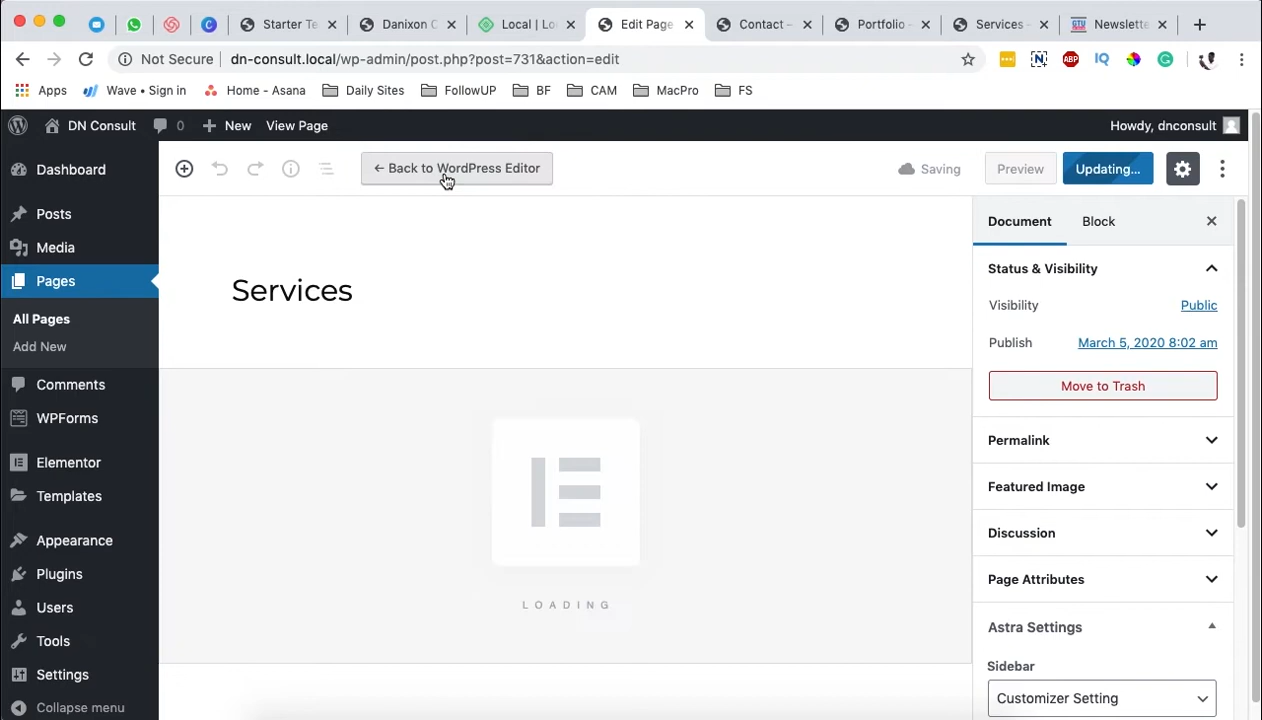 Starter Te
Danixon C
Local | Lo
Edit Page
Contact –
Portfolio –
Services –
Newslette
Not Secure
dn-consult.local/wp-admin/post.php?post=731&action=edit
ABP
IQ
Apps
Wave • Sign in
Home - Asana
Daily Sites
FollowUP
BF
CAM
MacPro
FS
DN Consult
0
New
View Page
Howdy, dnconsult
← Back to WordPress Editor
Saving
Preview
Updating...
Dashboard
Posts
Media
Pages
All Pages
Add New
Comments
WPForms
Elementor
Templates
Appearance
Plugins
Users
Tools
Settings
Collapse menu
Services
LOADING
Document
Block
Status & Visibility
Visibility
Public
Publish
March 5, 2020 8:02 am
Move to Trash
Permalink
Featured Image
Discussion
Page Attributes
Astra Settings
Sidebar
Customizer Setting